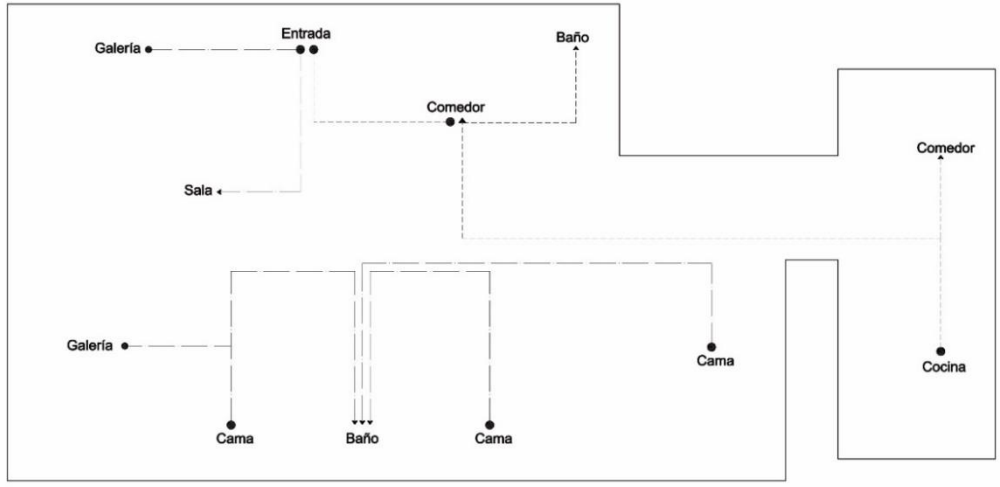 Entrada
Galería
Baño
Comedor
Comedor
Sala
Galería
Cama
Cocina
Cama
Baño
Cama